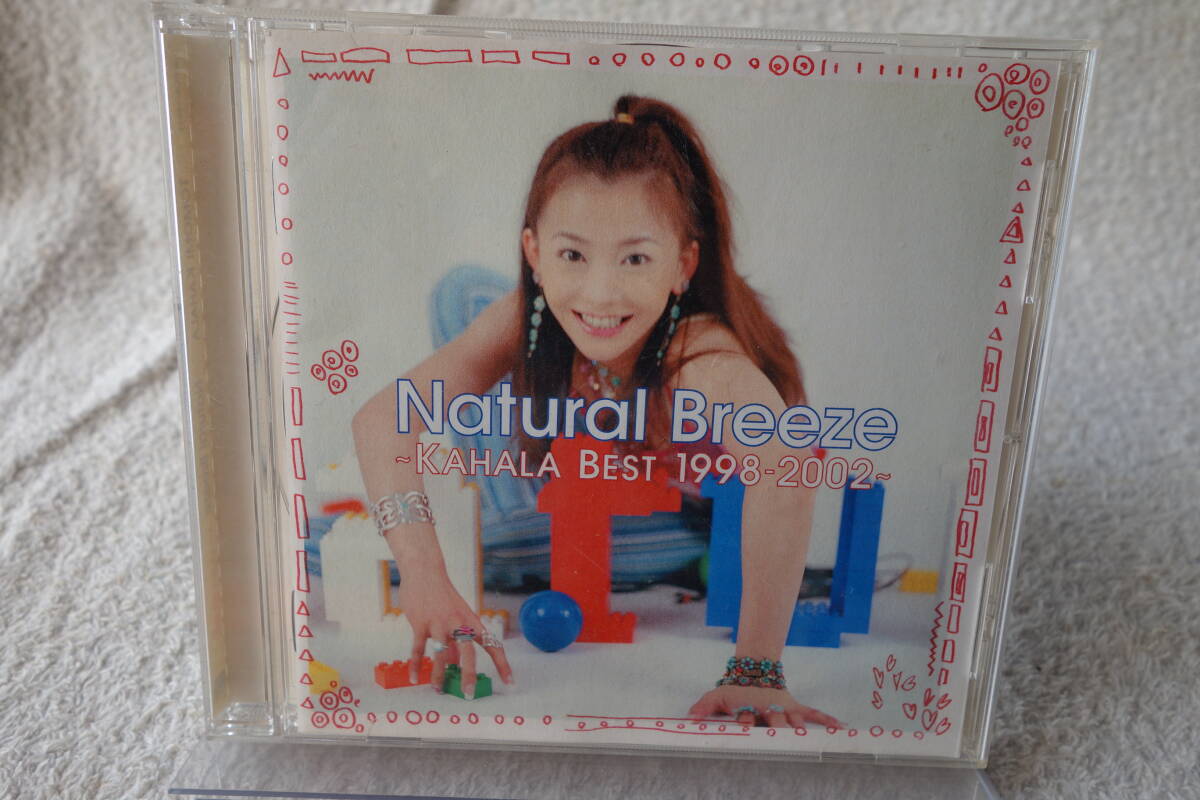 Natural Breeze
~KAHALA BEST 1998-2002~